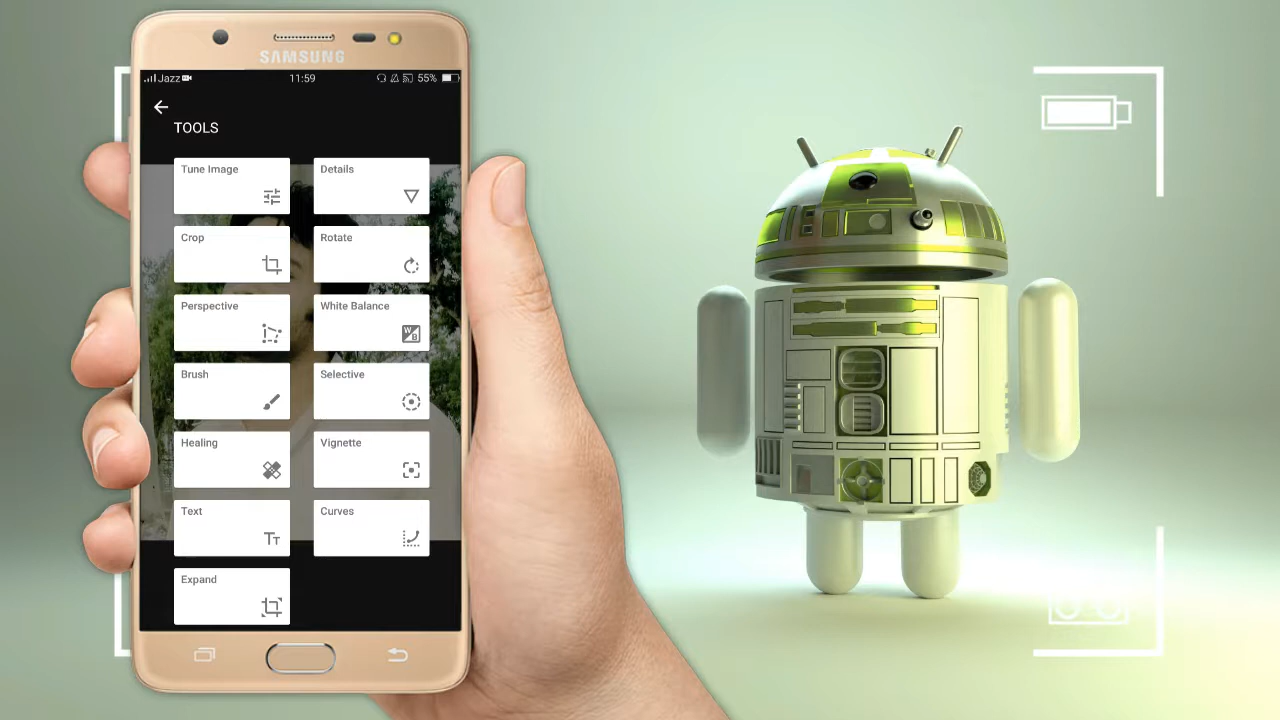 SAMSUNG
Jazz 11:59 55%
TOOLS
Tune Image Details
Crop Rotate
Perspective White Balance
W
B
Brush Selective
Healing Vignette
Text Curves
TT
Expand